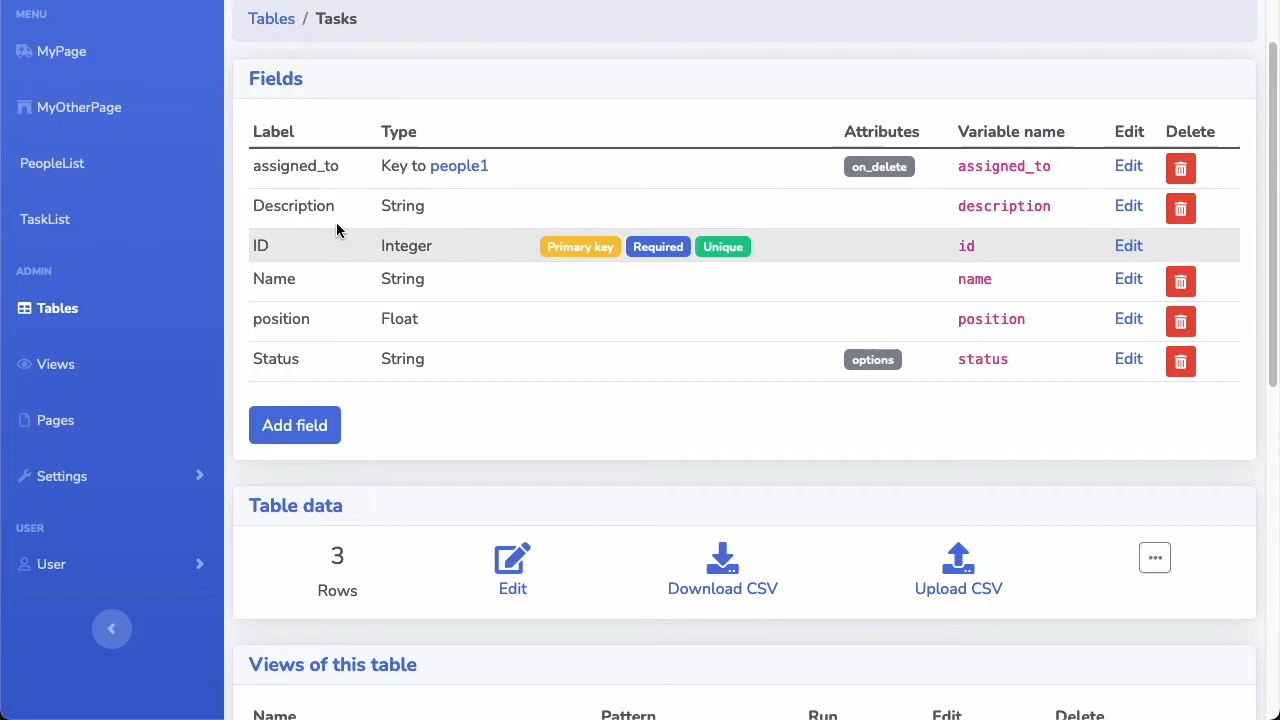 MENU
MyPage
MyOtherPage
PeopleList
TaskList
ADMIN
Tables
Views
Pages
Settings
USER
User
Tables / Tasks
Fields
Label Type Attributes Variable name Edit Delete
assigned_to Key to people1 on_delete assigned_to Edit
Description String description Edit
ID Integer Primary key Required Unique id Edit
Name String name Edit
position Float position Edit
Status String options status Edit
Add field
Table data
3 Rows
Edit
Download CSV
Upload CSV
Views of this table
Name Pattern Run Edit Delete